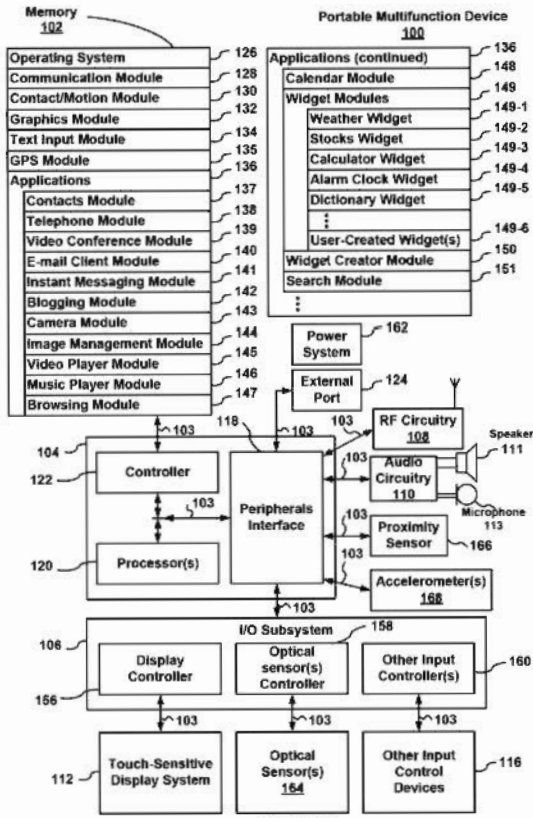 Memory
102
Operating System 126
Communication Module 128
Contact/Motion Module 130
Graphics Module 132
Text Input Module 134
GPS Module 135
Applications 136
Contacts Module 137
Telephone Module 138
Video Conference Module 139
E-mail Client Module 140
Instant Messaging Module 141
Blogging Module 142
Camera Module 143
Image Management Module 144
Video Player Module 145
Music Player Module 146
Browsing Module 147
Portable Multifunction Device
100
Applications (continued) 136
Calendar Module 148
Widget Modules 149
Weather Widget 149-1
Stocks Widget 149-2
Calculator Widget 149-3
Alarm Clock Widget 149-4
Dictionary Widget 149-5
User-Created Widget(s) 149-6
Widget Creator Module 150
Search Module 151
Power
System
162
External
Port
124
103
118
103
103
RF Circuitry
108
Speaker
111
104
Controller
122
103
Peripherals
Interface
103
Audio
Circuitry
110
Microphone
113
103
Proximity
Sensor
166
Processor(s)
120
103
Accelerometer(s)
168
103
I/O Subsystem
106
158
Display
Controller
156
Optical
sensor(s)
Controller
Other Input
Controller(s)
160
103
103
103
Touch-Sensitive
Display System
112
Optical
Sensor(s)
164
Other Input
Control
Devices
116